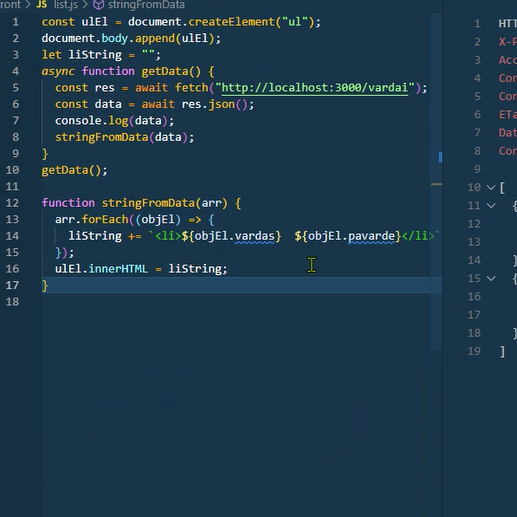 ront > JS list.js > stringFromData
1 const ulEl = document.createElement("ul");
2 document.body.append(ulEl);
3 let liString = "";
4 async function getData() {
5 const res = await fetch("http://localhost:3000/vardai");
6 const data = await res.json();
7 console.log(data);
8 stringFromData(data);
9 }
10 getData();
11
12 function stringFromData(arr) {
13 arr.forEach((objEl) => {
14 liString += `<li>${objEl.vardas}  ${objEl.pavarde}</li>`
15 });
16 ulEl.innerHTML = liString;
17 }
18
1 HTT
2 X-P
3 Acc
4 Con
5 Con
6 ETa
7 Dat
8 Con
9
10 [
11 {
12
13
14 }
15 {
16
17
18 }
19 ]